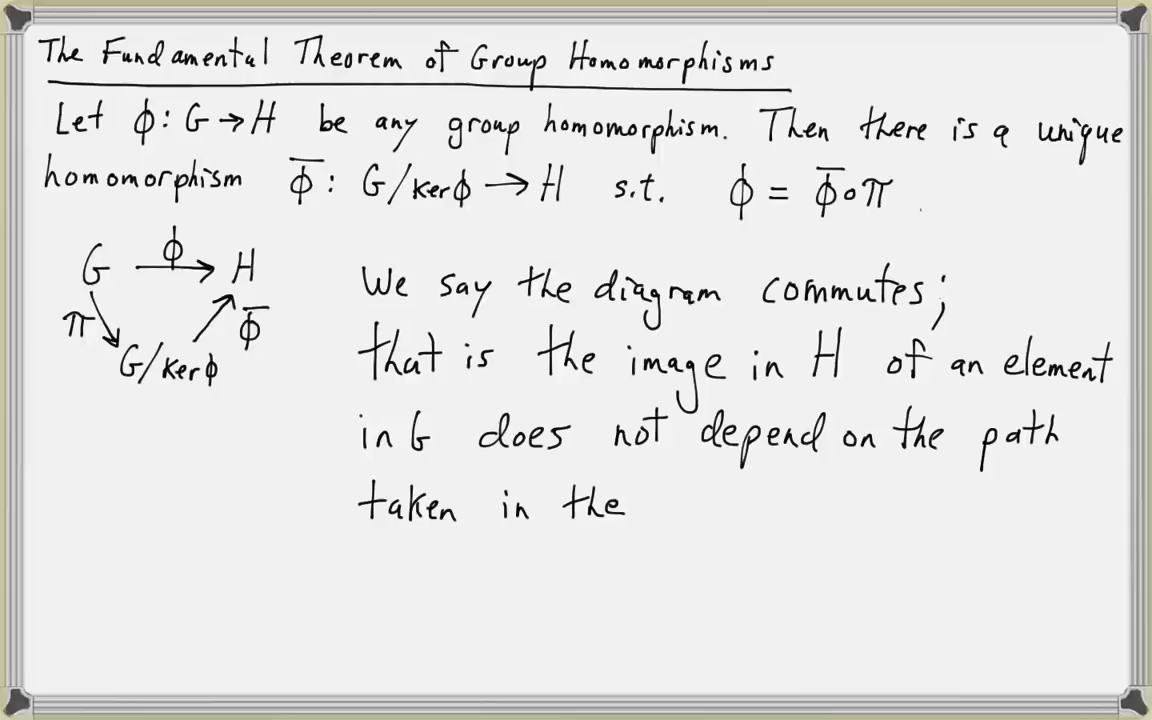 The Fundamental Theorem of Group Homomorphisms
Let ϕ: G → H be any group homomorphism. Then there is a unique
homomorphism ϕ̅: G/kerϕ → H s.t. ϕ = ϕ̅∘π
G ϕ H
π ϕ̅
G/kerϕ
We say the diagram commutes;
that is the image in H of an element
in G does not depend on the path
taken in the